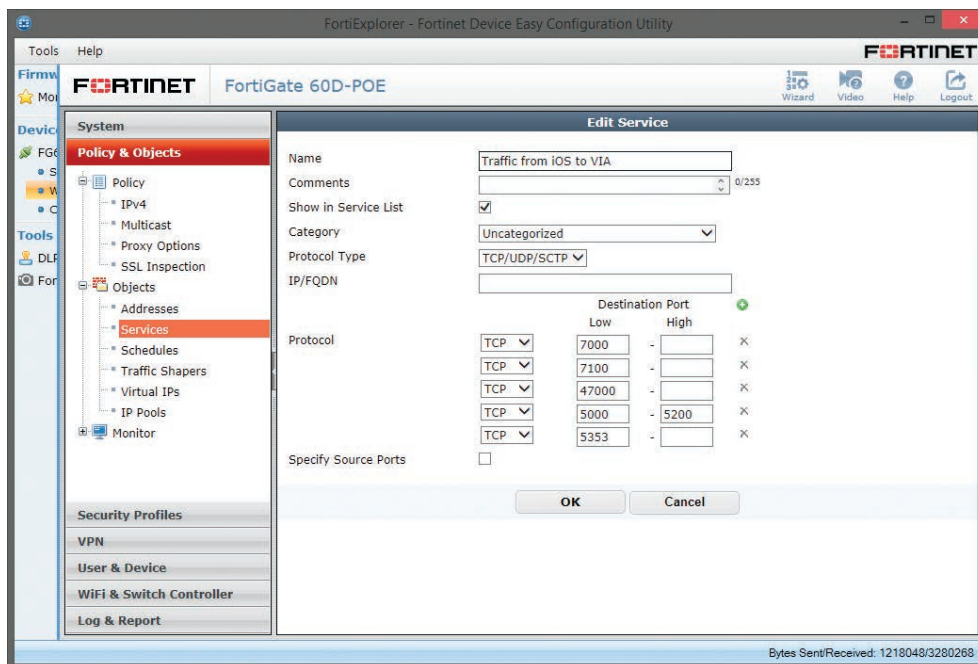 FortiExplorer - Fortinet Device Easy Configuration Utility
Tools Help
FORTINET
Firmw
Mor
Device
FG6
S
W
C
Tools
DLF
For
FORTINET FortiGate 60D-POE
Wizard Video Help Logout
System
Policy & Objects
Policy
IPv4
Multicast
Proxy Options
SSL Inspection
Objects
Addresses
Services
Schedules
Traffic Shapers
Virtual IPs
IP Pools
Monitor
Security Profiles
VPN
User & Device
WiFi & Switch Controller
Log & Report
Edit Service
Name Traffic from iOS to VIA
Comments 0/255
Show in Service List
Category Uncategorized
Protocol Type TCP/UDP/SCTP
IP/FQDN
Destination Port
Low High
Protocol TCP 7000 -
TCP 7100 -
TCP 47000 -
TCP 5000 - 5200
TCP 5353 -
Specify Source Ports
OK Cancel
Bytes Sent/Received: 1218048/3280268